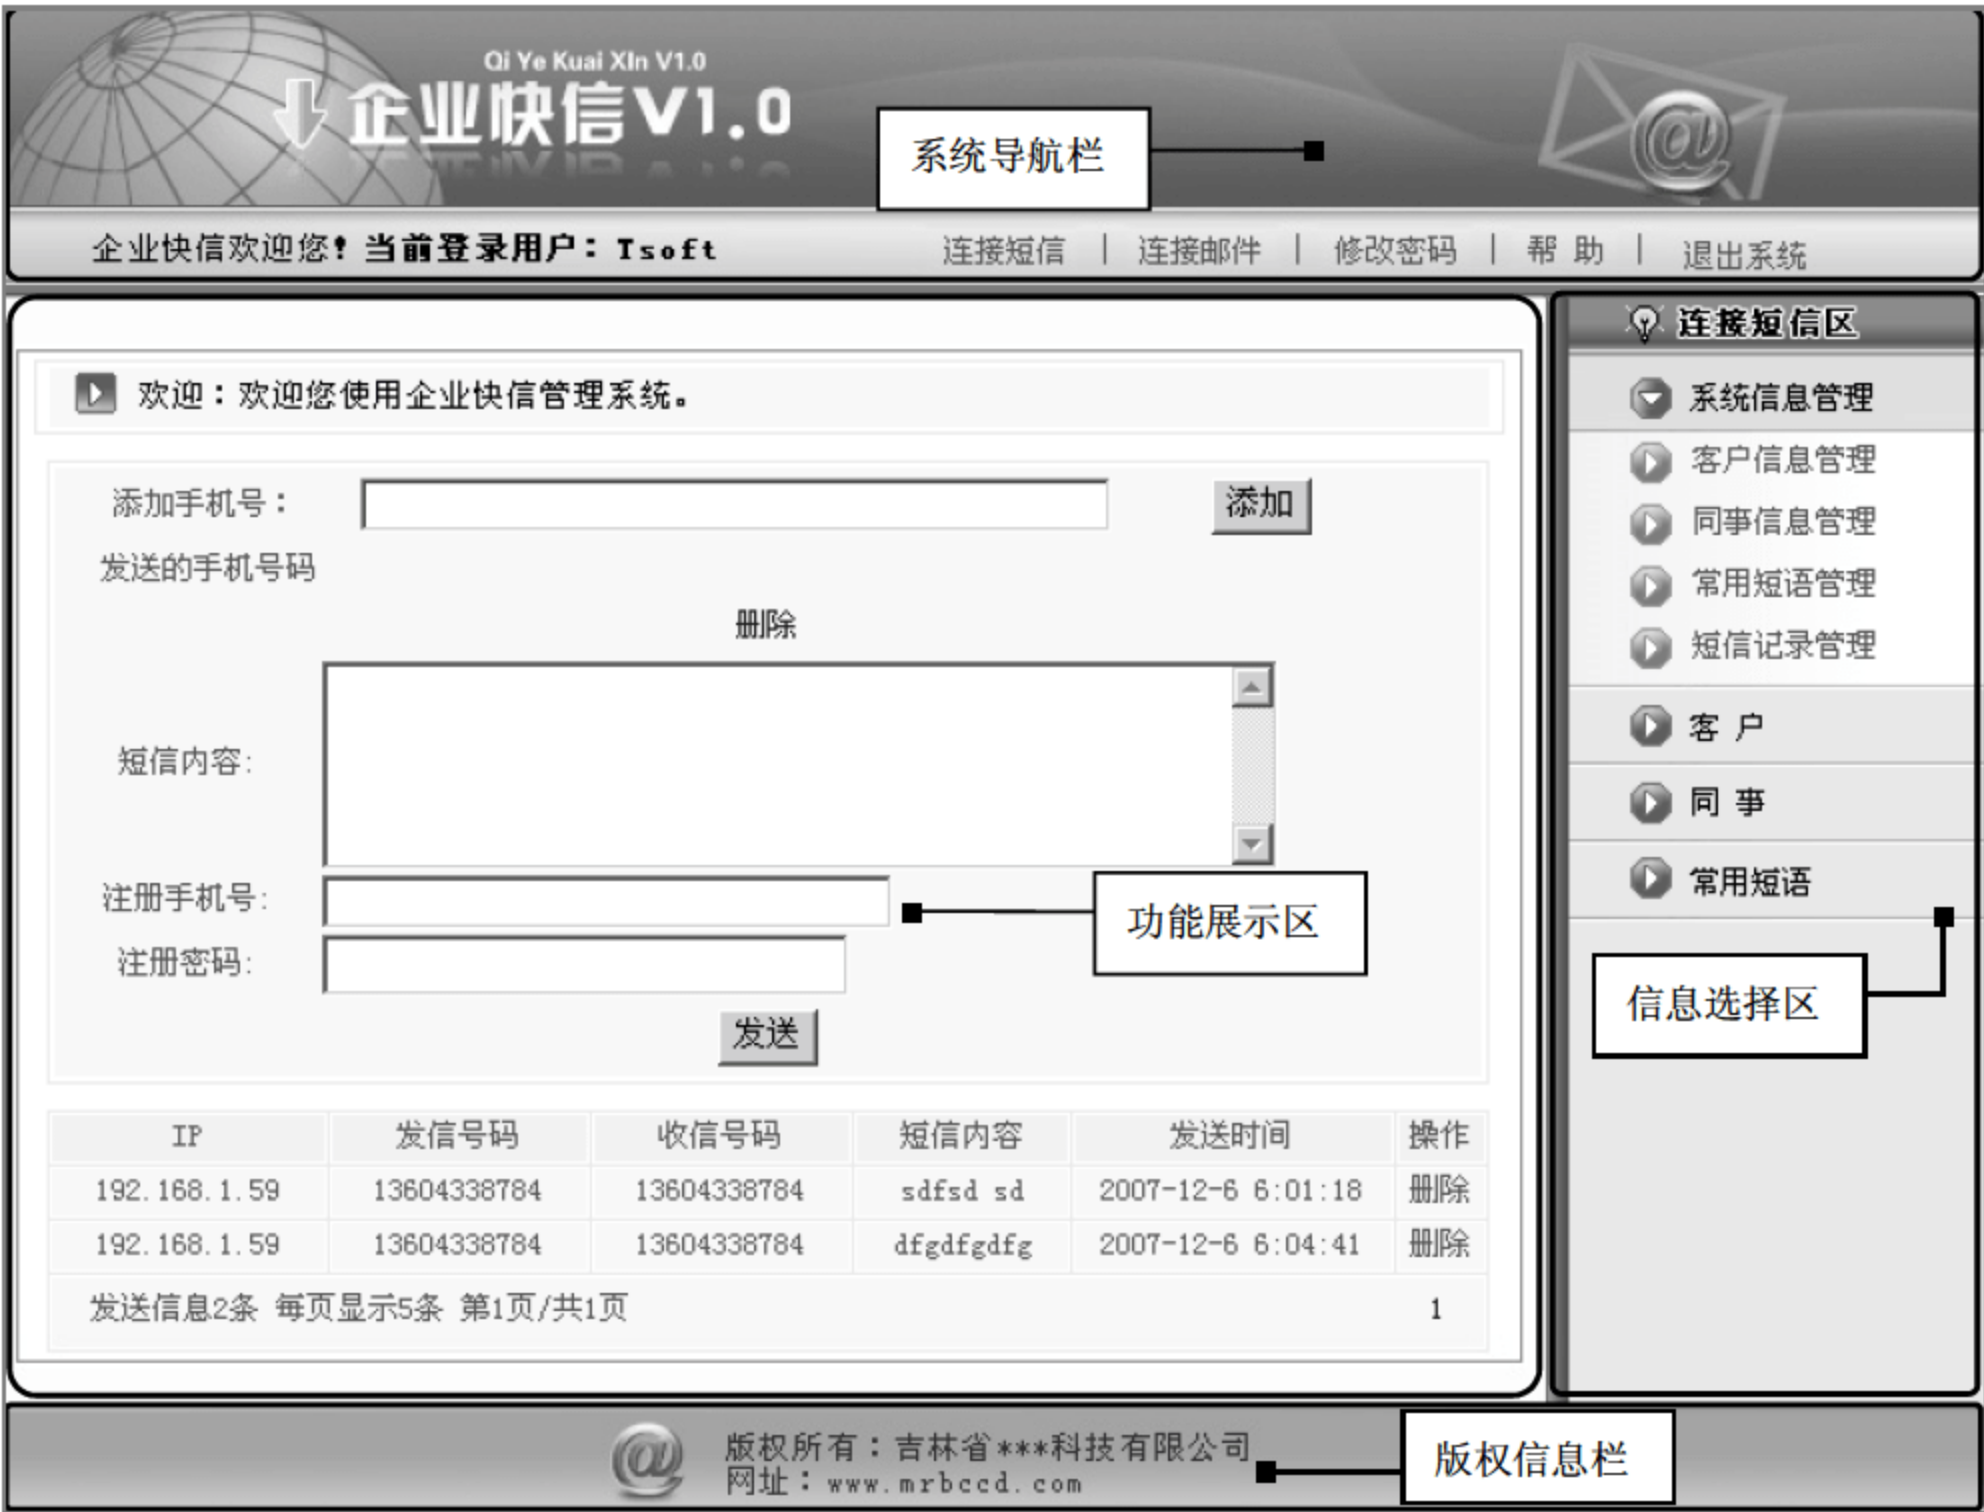 Qi Ye Kuai XIn V1.0
企业快信V1.0
系统导航栏
企业快信欢迎您！当前登录用户：Tsoft
连接短信 | 连接邮件 | 修改密码 | 帮 助 | 退出系统
连接短信区
欢迎：欢迎您使用企业快信管理系统。
系统信息管理
客户信息管理
同事信息管理
常用短语管理
短信记录管理
客 户
同 事
常用短语
信息选择区
添加手机号：
添加
发送的手机号码
删除
短信内容:
注册手机号:
功能展示区
注册密码:
发送
IP 发信号码 收信号码 短信内容 发送时间 操作
192.168.1.59 13604338784 13604338784 sdfsd sd 2007-12-6 6:01:18 删除
192.168.1.59 13604338784 13604338784 dfgdfgdfg 2007-12-6 6:04:41 删除
发送信息2条 每页显示5条 第1页/共1页 1
版权所有：吉林省***科技有限公司
网址：www.mrbccd.com
版权信息栏